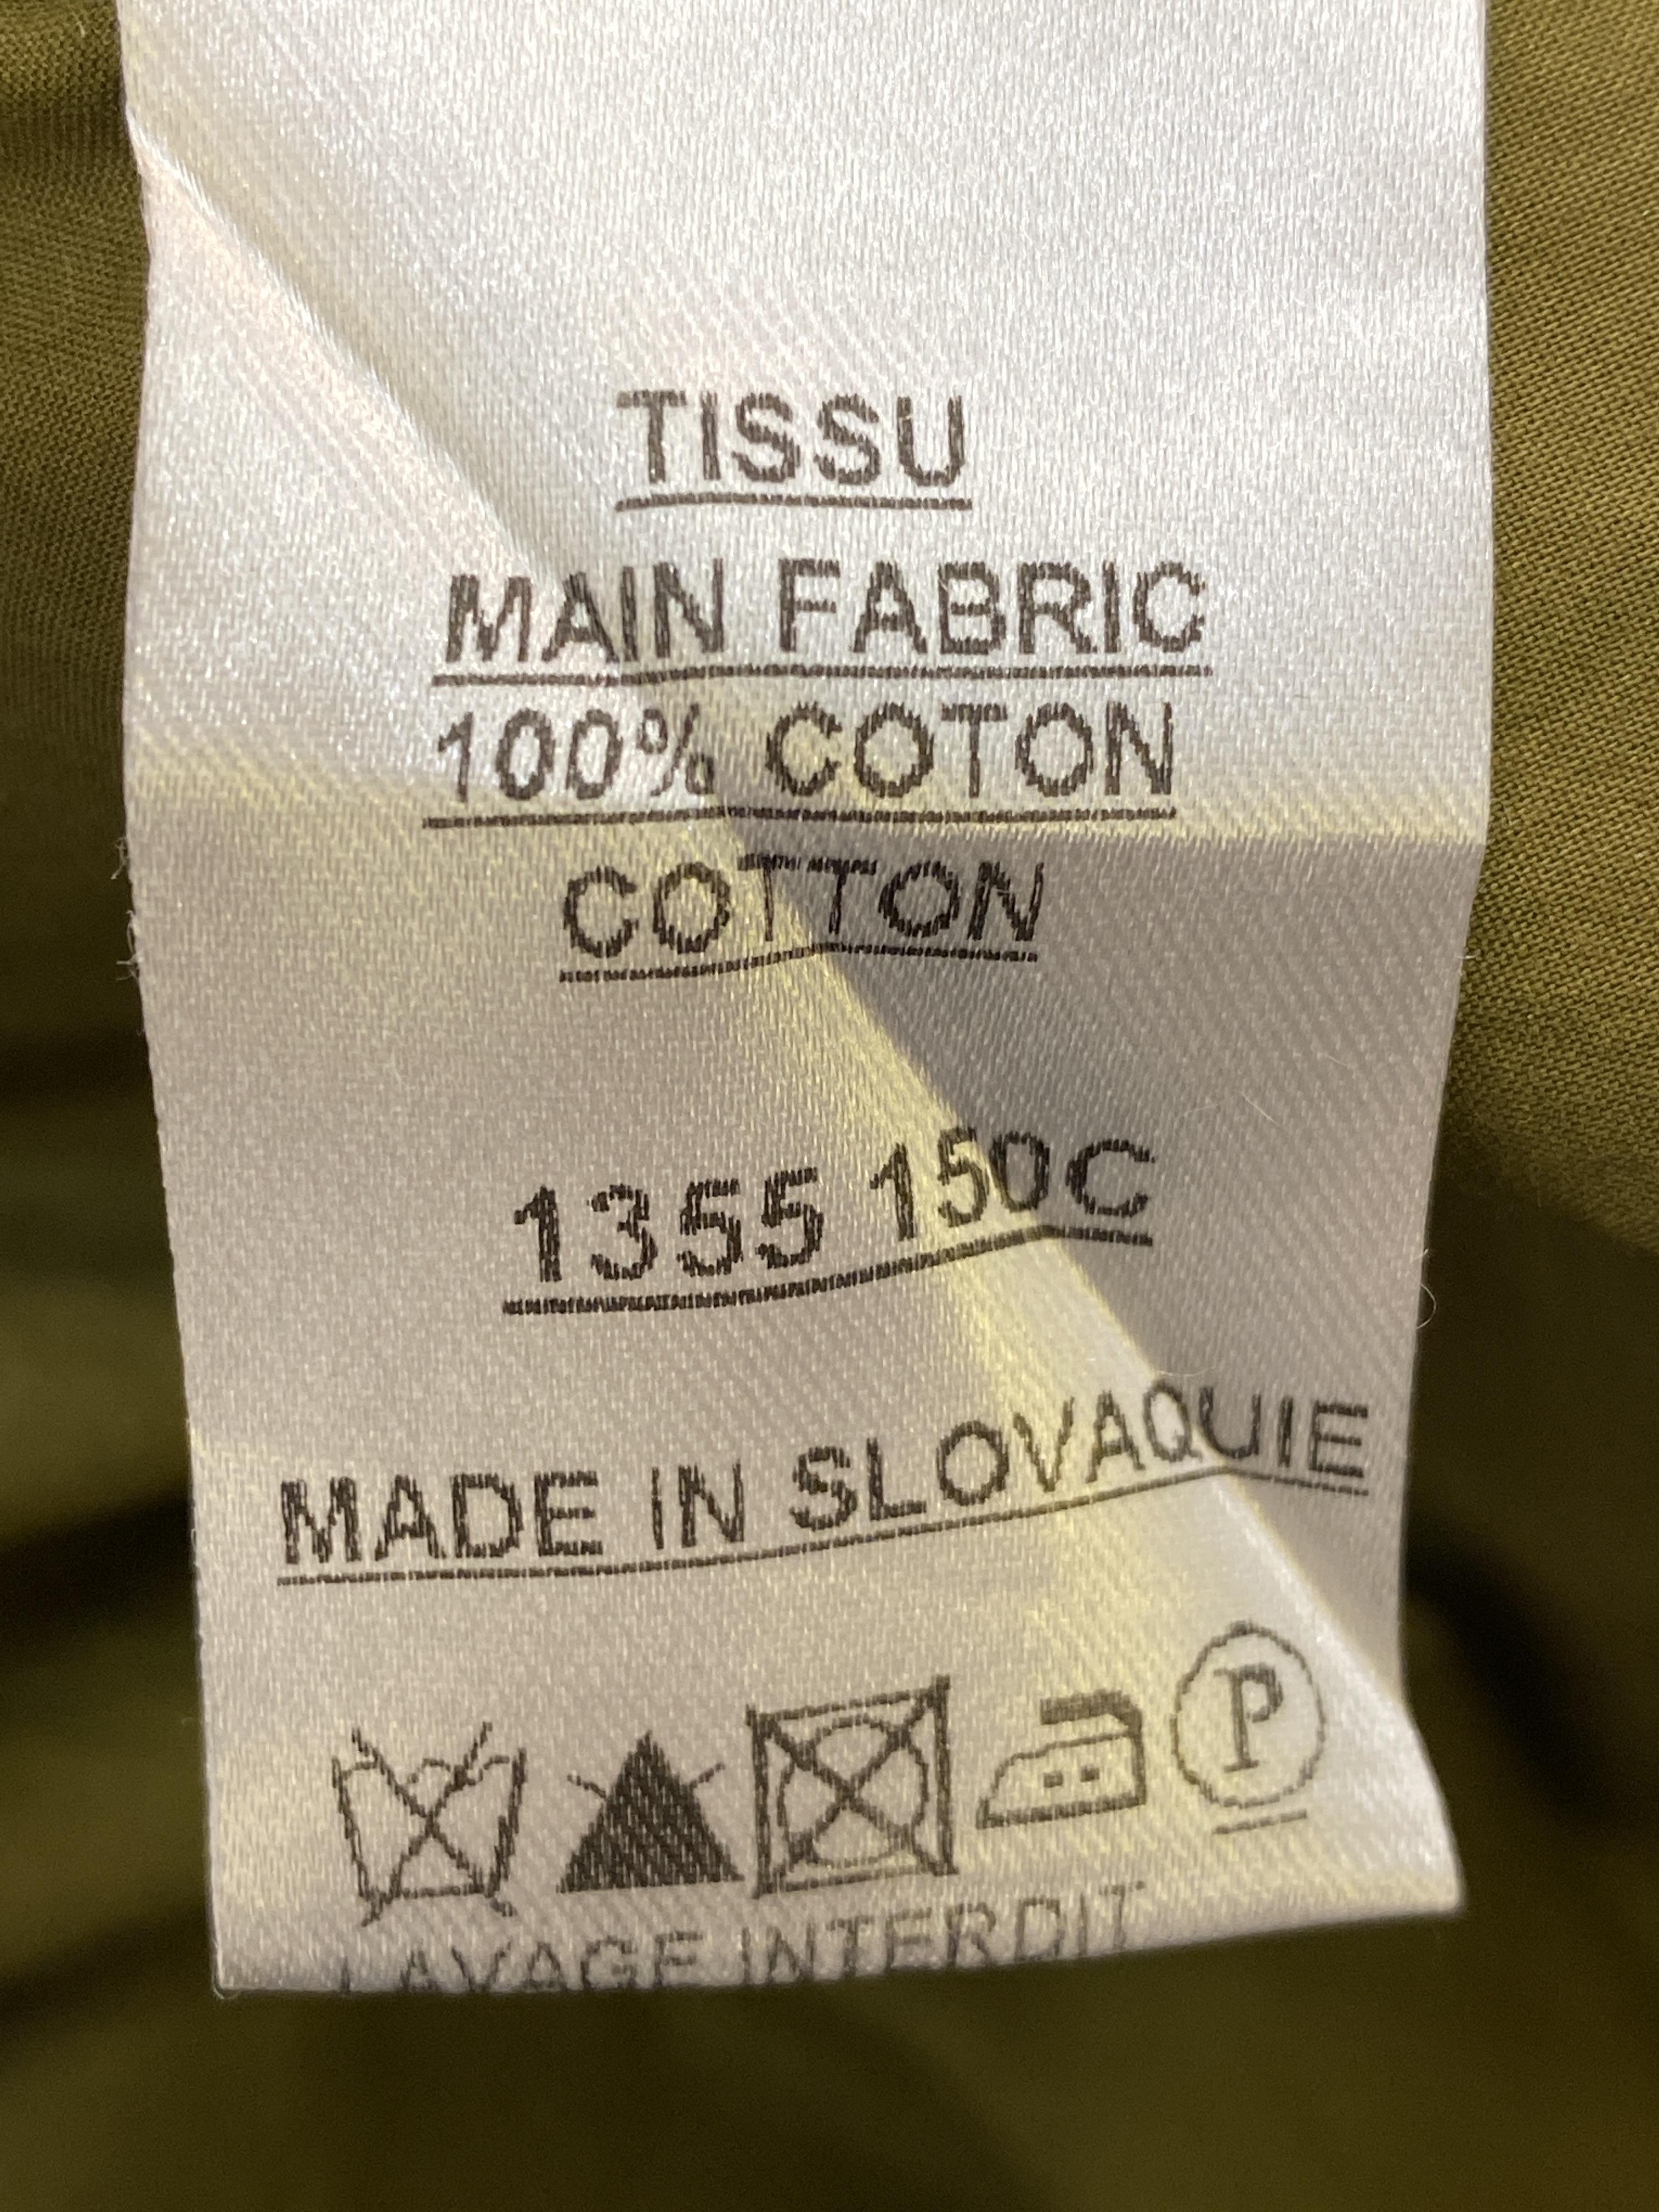 TISSU
MAIN FABRIC
100% COTON
COTTON
1355 150C
MADE IN SLOVAQUIE
P
LAVAGE INTERDIT